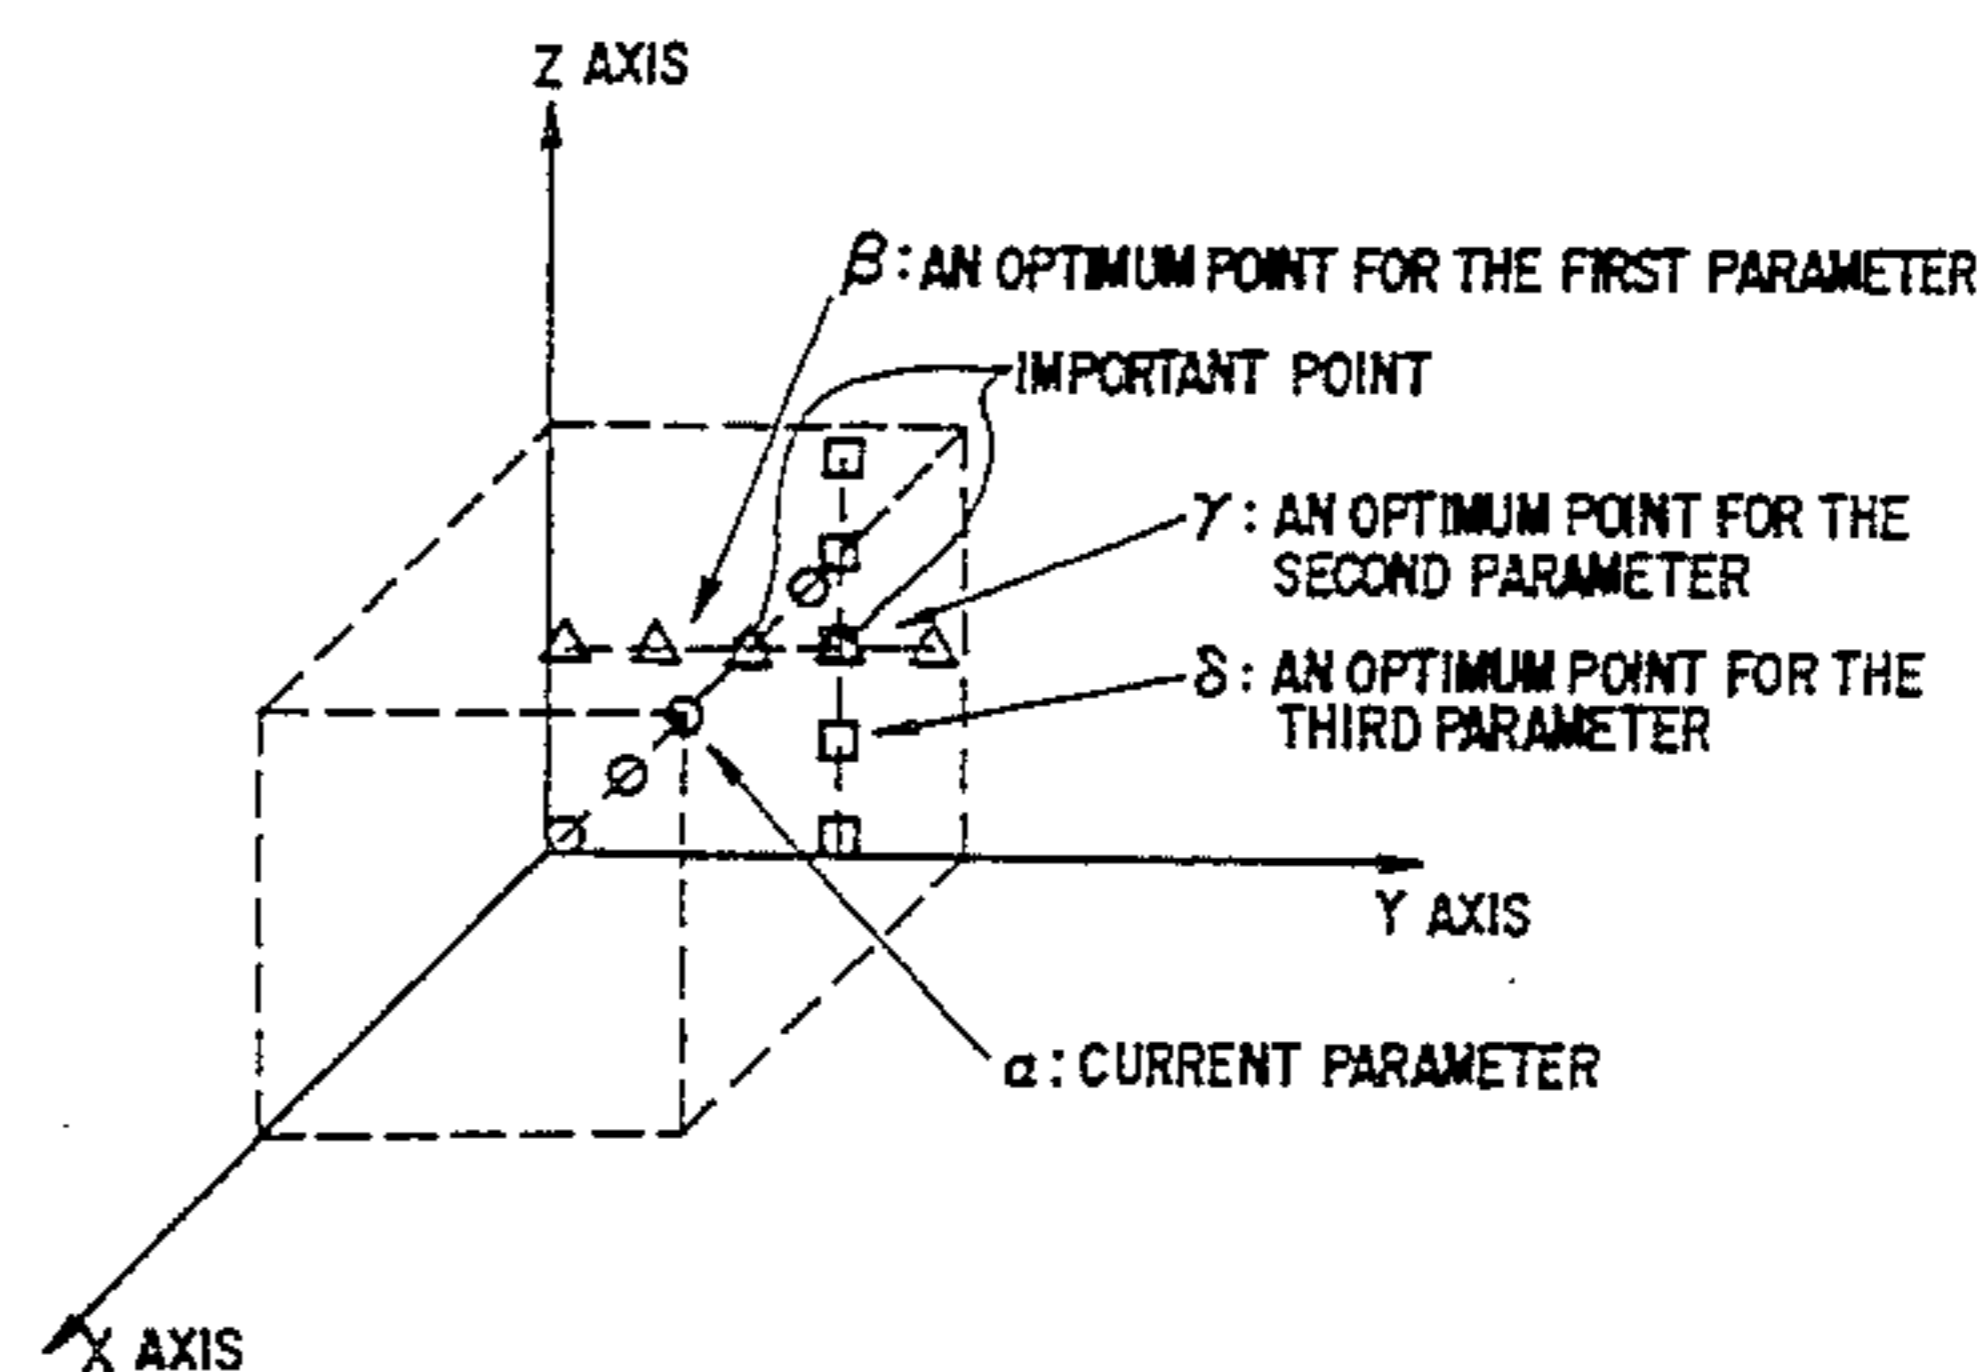 Z AXIS
β: AN OPTIMUM POINT FOR THE FIRST PARAMETER
IMPORTANT POINT
γ: AN OPTIMUM POINT FOR THE
SECOND PARAMETER
δ: AN OPTIMUM POINT FOR THE
THIRD PARAMETER
Y AXIS
α: CURRENT PARAMETER
X AXIS